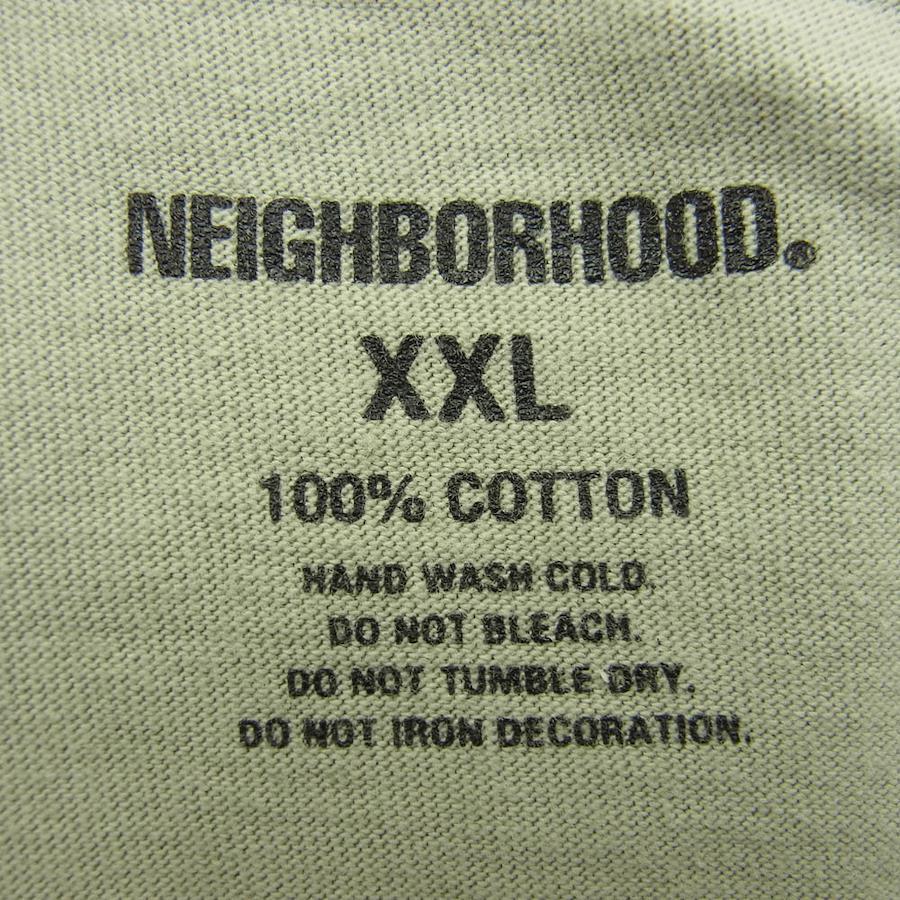 NEIGHBORHOOD®
XXL
100% COTTON
HAND WASH COLD.
DO NOT BLEACH.
DO NOT TUMBLE DRY.
DO NOT IRON DECORATION.